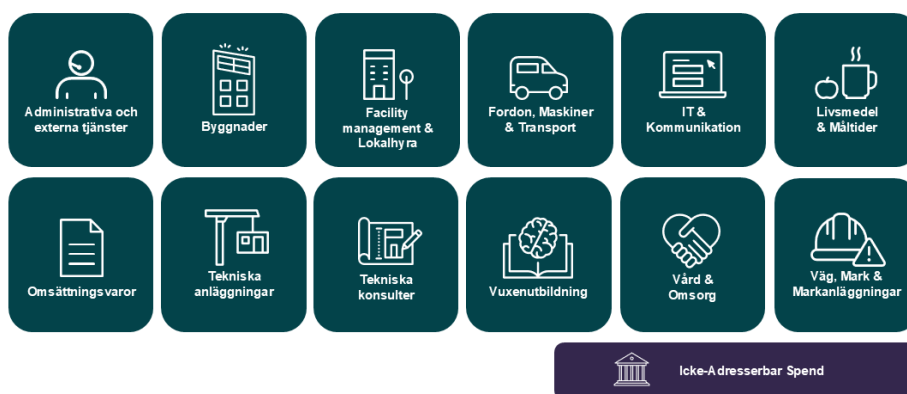 Administrativa och
externa tjänster
Byggnader
Facility
management &
Lokalhyra
Fordon, Maskiner
& Transport
IT &
Kommunikation
Livsmedel
& Måltider
Omsättningsvaror
Tekniska
anläggningar
Tekniska
konsulter
Vuxenutbildning
Vård &
Omsorg
Väg, Mark &
Markanläggningar
Icke-Adresserbar Spend